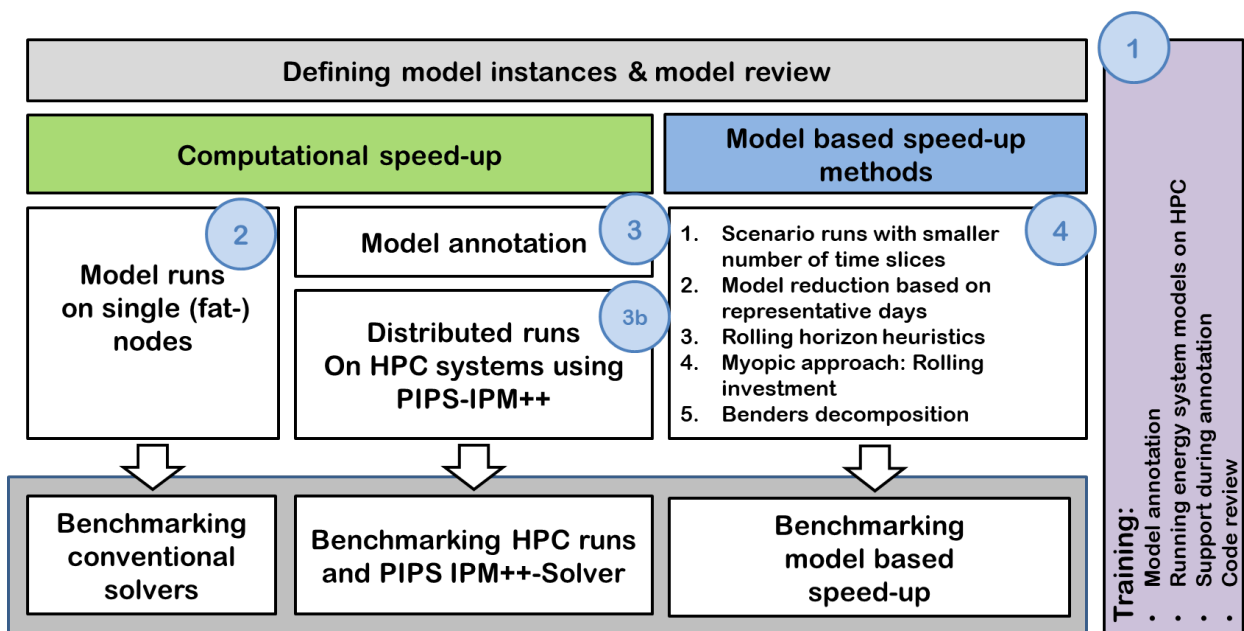 Defining model instances & model review
1
Computational speed-up
Model based speed-up
methods
2
Model runs
on single (fat-)
nodes
Model annotation
3
Distributed runs
On HPC systems using
PIPS-IPM++
3b
4
1. Scenario runs with smaller
number of time slices
2. Model reduction based on
representative days
3. Rolling horizon heuristics
4. Myopic approach: Rolling
investment
5. Benders decomposition
Benchmarking
conventional
solvers
Benchmarking HPC runs
and PIPS IPM++-Solver
Benchmarking
model based
speed-up
Training:
• Model annotation
• Running energy system models on HPC
• Support during annotation
• Code review